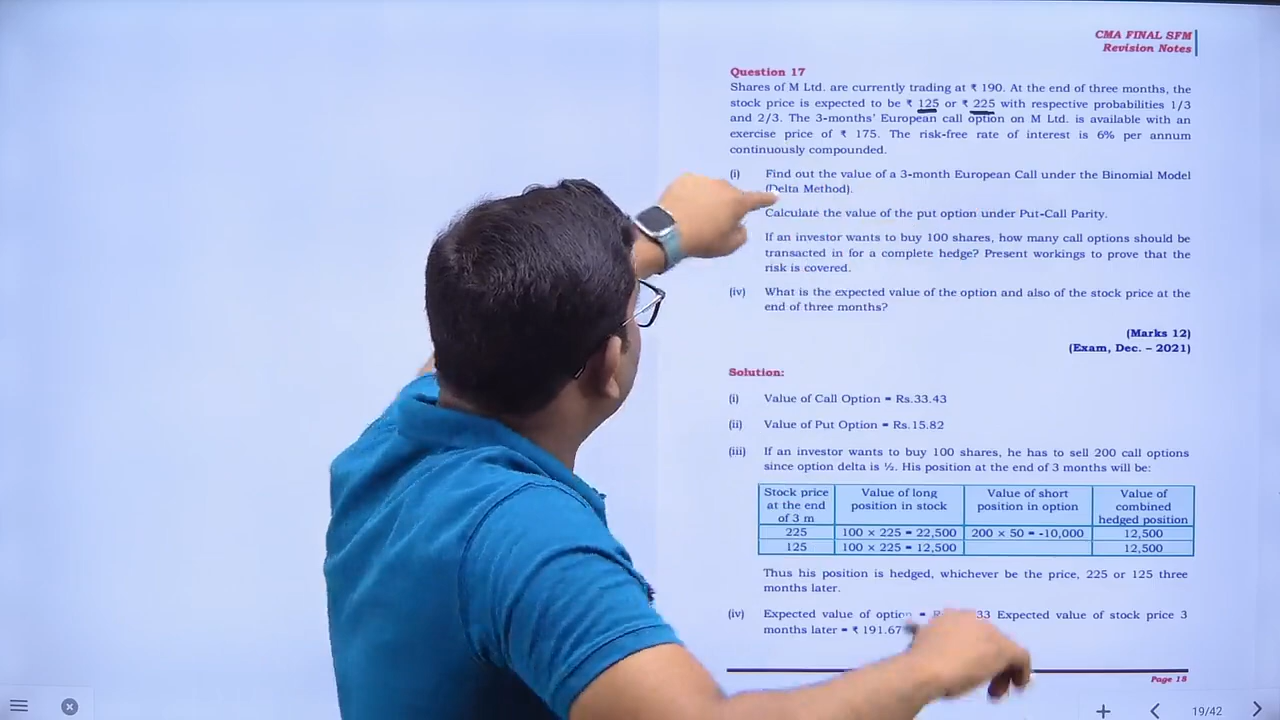 CMA FINAL SFM
Revision Notes
Question 17
Shares of M Ltd. are currently trading at ₹ 190. At the end of three months, the
stock price is expected to be ₹ 125 or ₹ 225 with respective probabilities 1/3
and 2/3. The 3-months' European call option on M Ltd. is available with an
exercise price of ₹ 175. The risk-free rate of interest is 6% per annum
continuously compounded.
(i) Find out the value of a 3-month European Call under the Binomial Model
(Delta Method).
Calculate the value of the put option under Put-Call Parity.
If an investor wants to buy 100 shares, how many call options should be
transacted in for a complete hedge? Present workings to prove that the
risk is covered.
(iv) What is the expected value of the option and also of the stock price at the
end of three months?
(Marks 12)
(Exam, Dec. – 2021)
Solution:
(i) Value of Call Option = Rs.33.43
(ii) Value of Put Option = Rs.15.82
(iii) If an investor wants to buy 100 shares, he has to sell 200 call options
since option delta is ½. His position at the end of 3 months will be:
Stock price at the end of 3 m Value of long position in stock Value of short position in option Value of combined hedged position
225 100 × 225 = 22,500 200 × 50 = -10,000 12,500
125 100 × 225 = 12,500 12,500
Thus his position is hedged, whichever be the price, 225 or 125 three
months later.
(iv) Expected value of option = 33 Expected value of stock price 3
months later = ₹ 191.67
Page 18
19/42